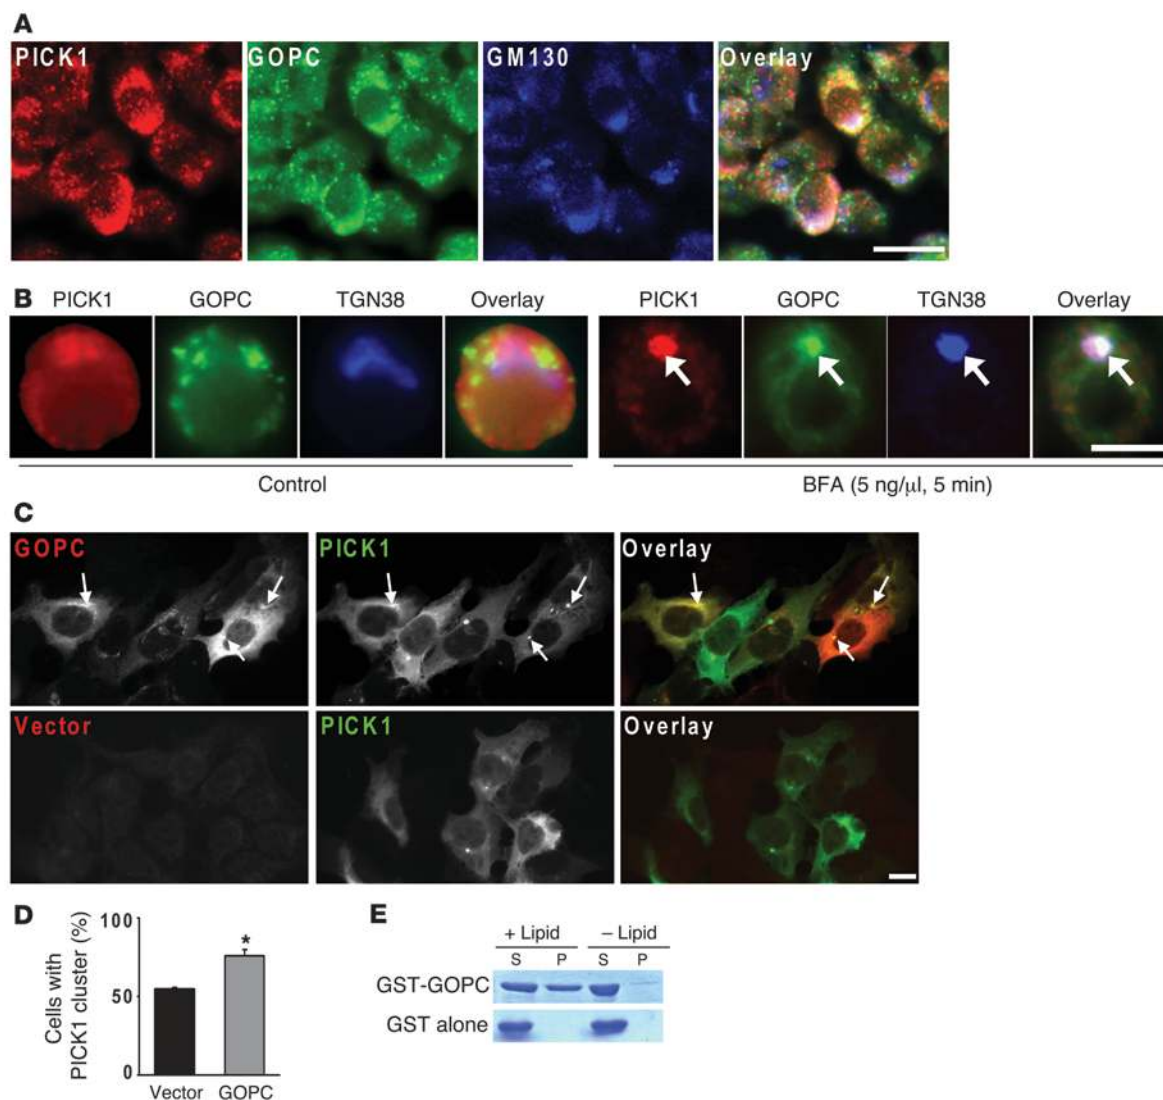 A
PICK1 GOPC GM130 Overlay
B PICK1 GOPC TGN38 Overlay PICK1 GOPC TGN38 Overlay
Control BFA (5 ng/μl, 5 min)
C
GOPC PICK1 Overlay
Vector PICK1 Overlay
D
Cells with
PICK1 cluster (%)
100
50
0
*
Vector GOPC
E
+ Lipid – Lipid
S P S P
GST-GOPC
GST alone